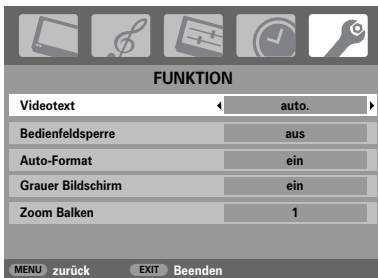 FUNKTION
Videotext auto.
Bedienfeldsperre aus
Auto-Format ein
Grauer Bildschirm ein
Zoom Balken 1
MENU zurück EXIT Beenden